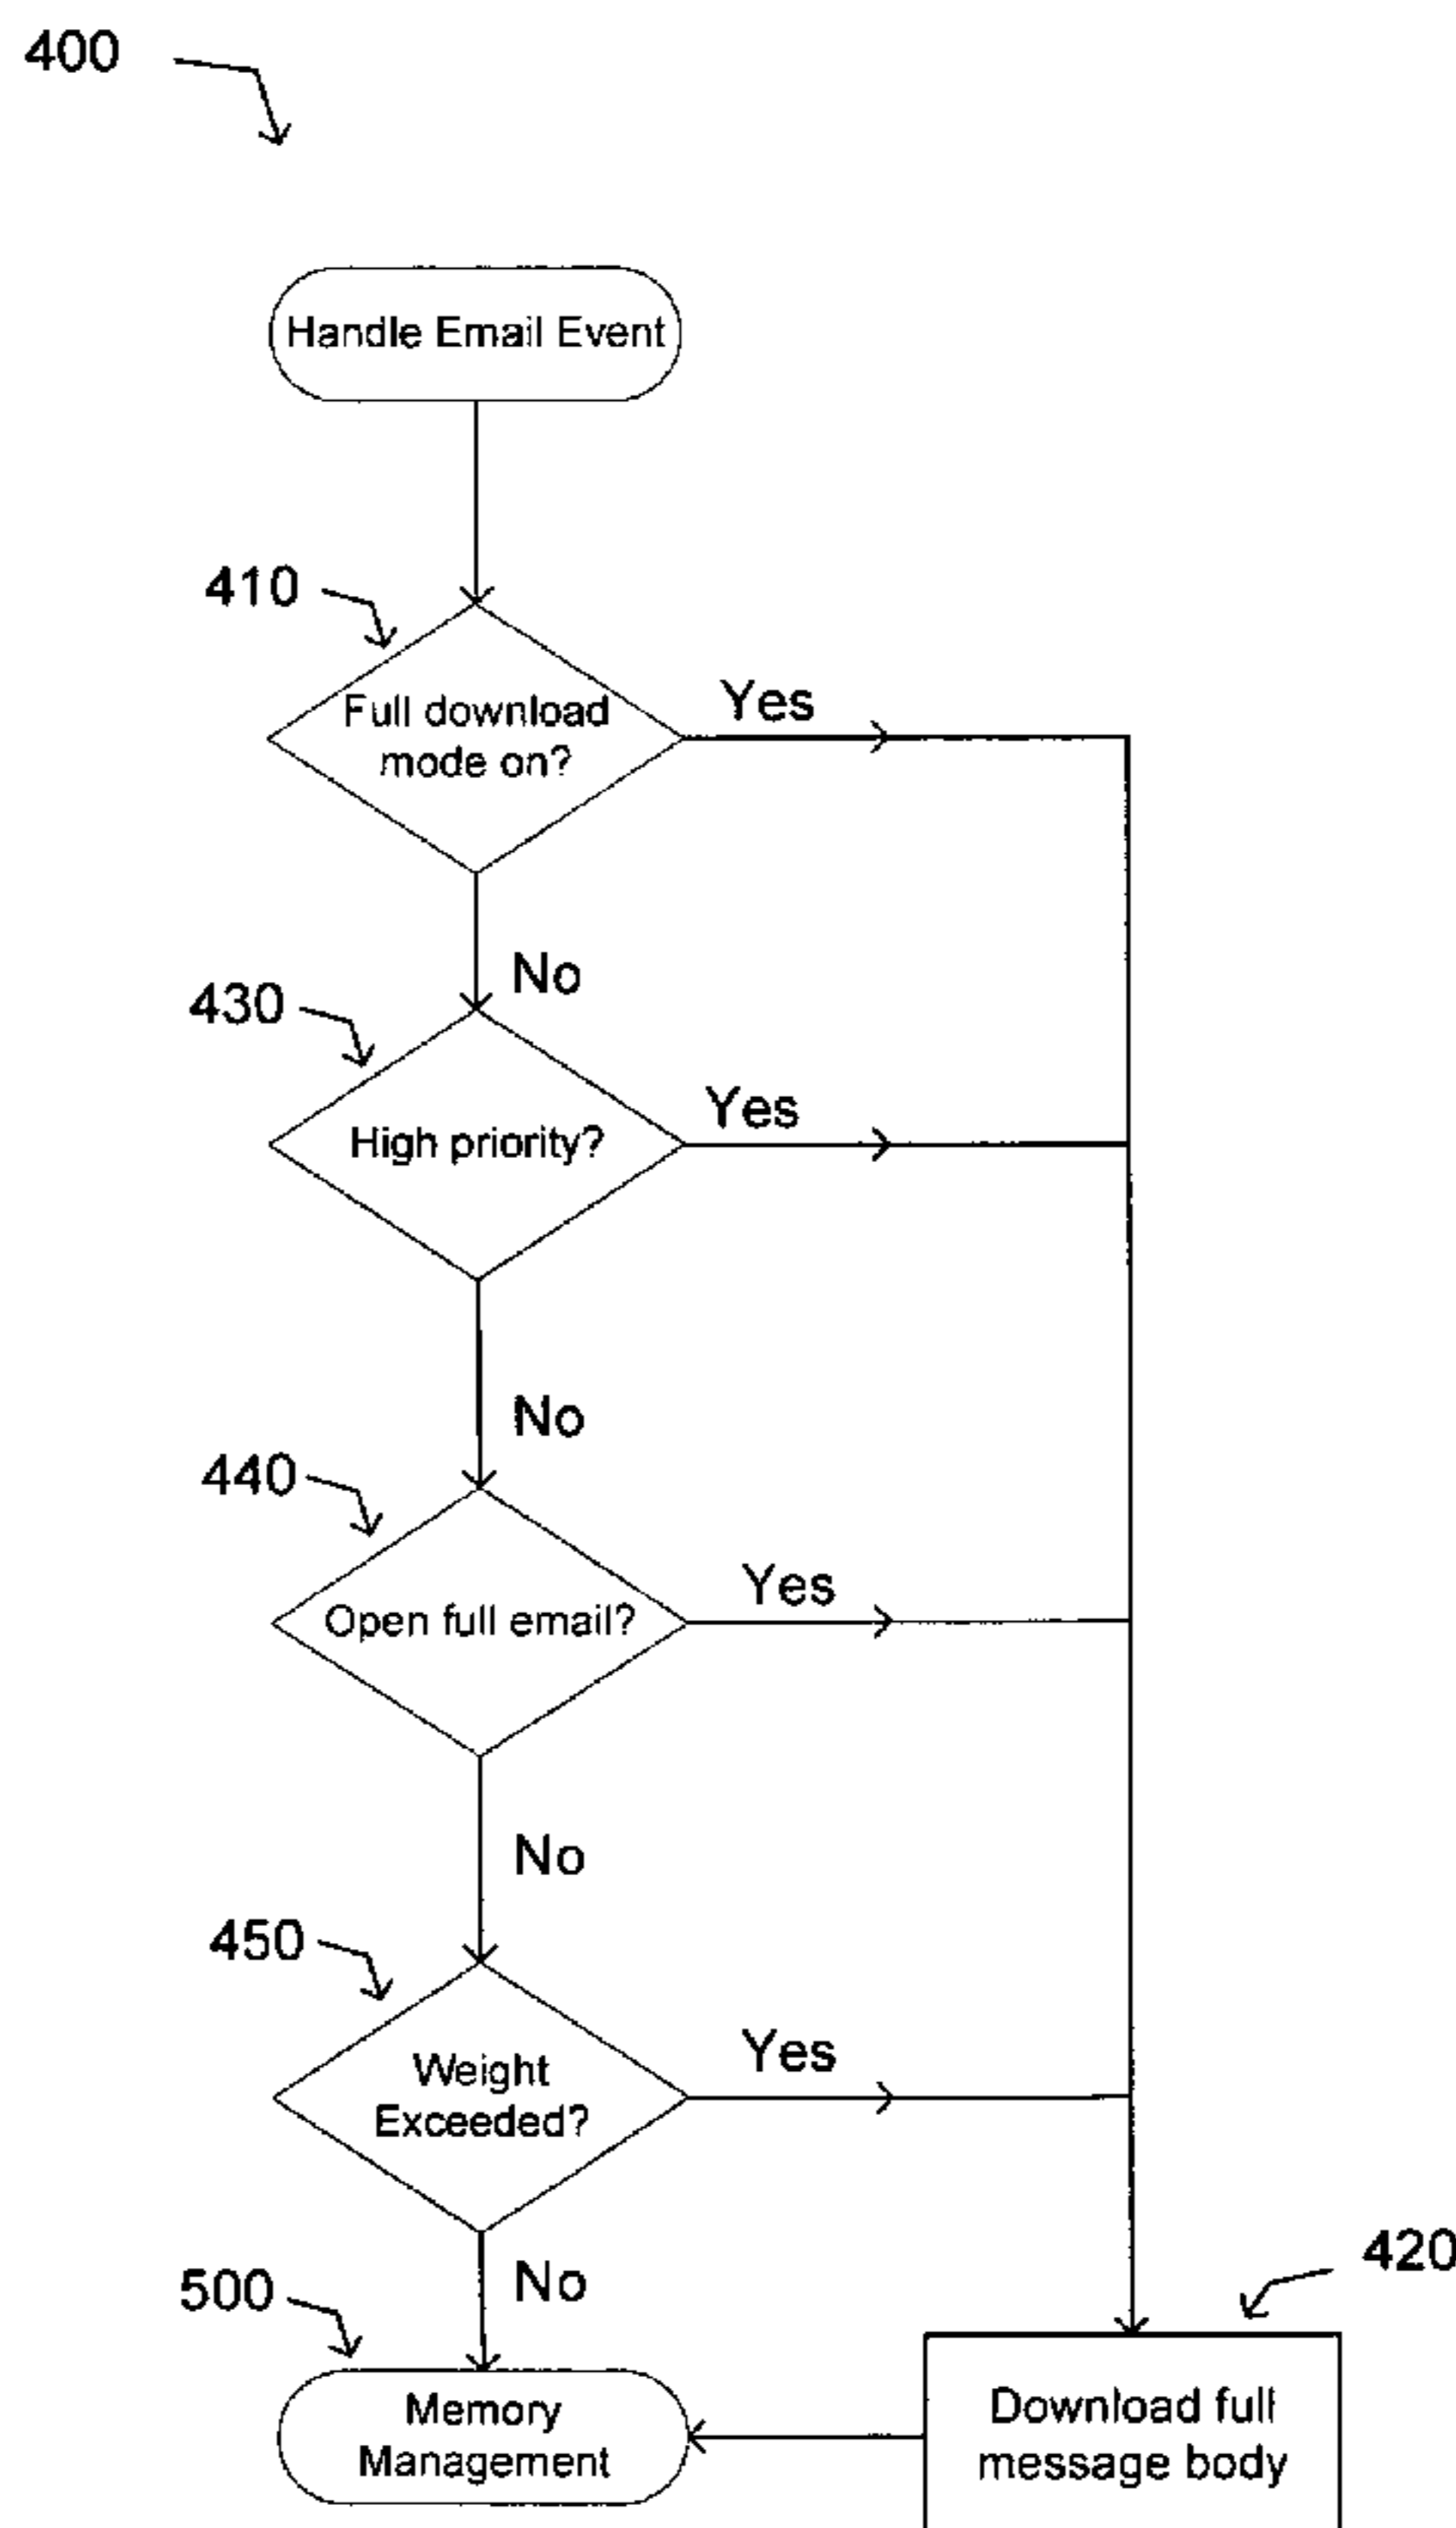 400
Handle Email Event
410
Full download
mode on?
Yes
No
430
High priority?
Yes
No
440
Open full email?
Yes
No
450
Weight
Exceeded?
Yes
No
420
500
Memory
Management
Download full
message body